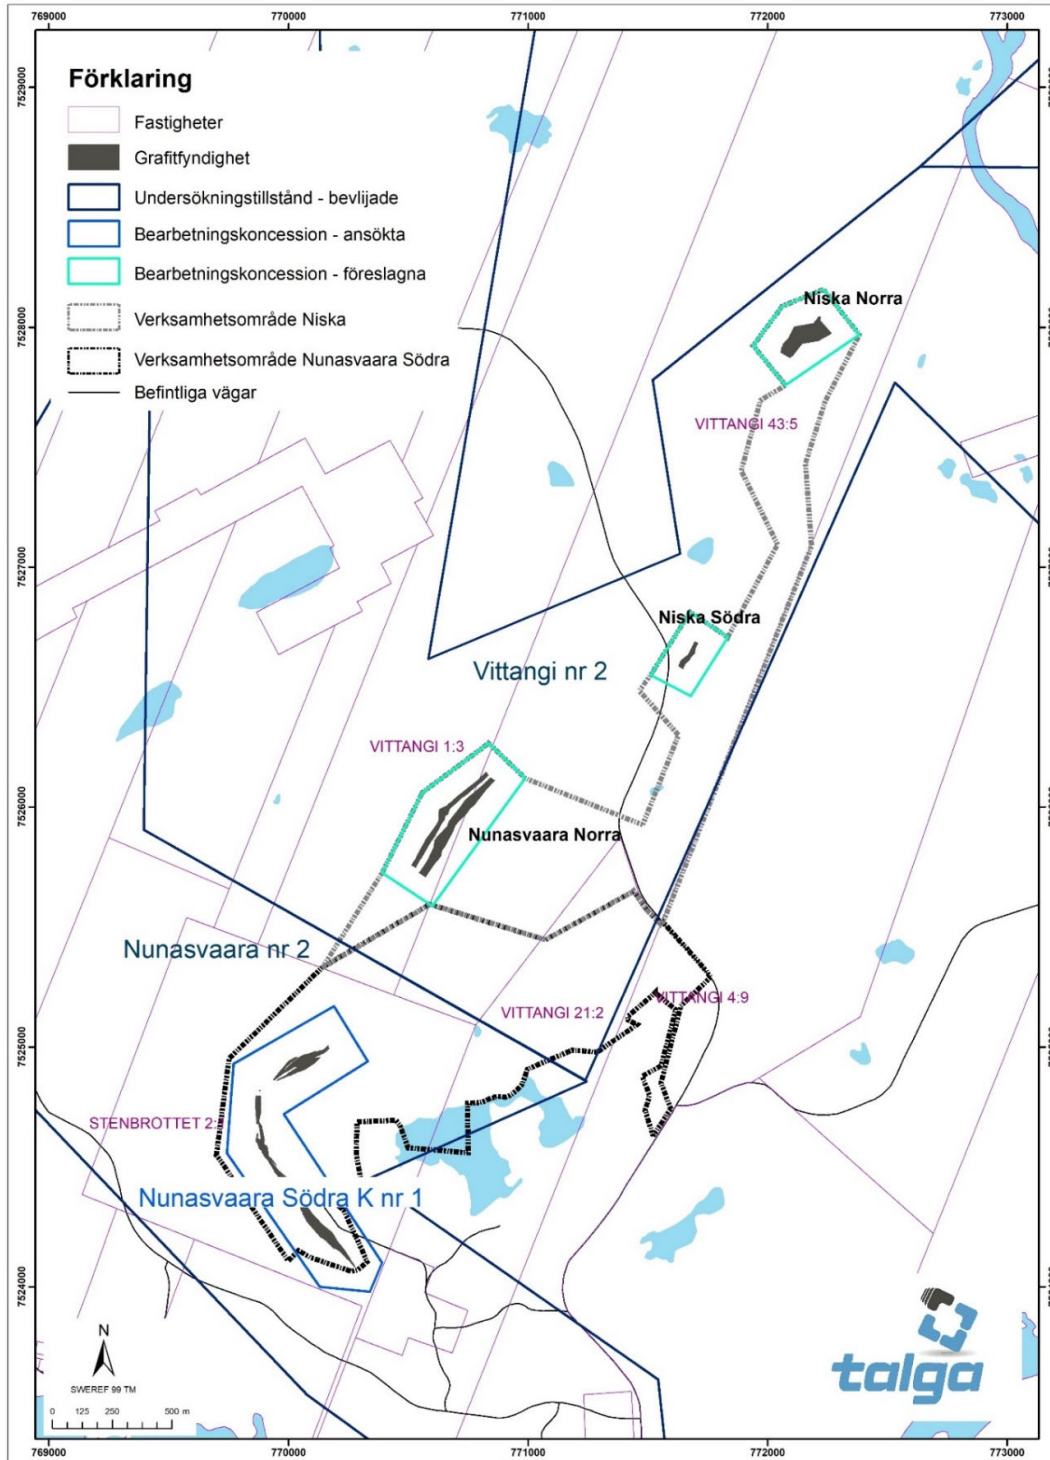 769000 770000 771000 772000 773000
Förklaring
Fastigheter
Grafitfyndighet
Undersökningstillstånd - bevlijade
Bearbetningskoncession - ansökta
Bearbetningskoncession - föreslagna
Verksamhetsområde Niska
Verksamhetsområde Nunasvaara Södra
Befintliga vägar
7529000
7528000
7527000
7526000
7525000
7524000
Niska Norra
VITTANGI 43:5
Niska Södra
Vittangi nr 2
VITTANGI 1:3
Nunasvaara Norra
Nunasvaara nr 2
VITTANGI 4:9
VITTANGI 21:2
STENBROTTET 2:
Nunasvaara Södra K nr 1
N
SWEREF 99 TM
0 125 250 500 m
talga
769000 770000 771000 772000 773000